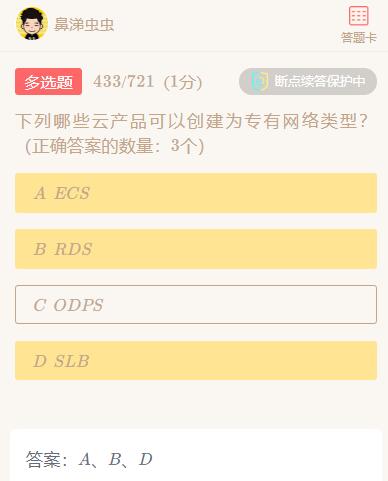 鼻涕虫虫
答题卡
多选题 433/721 (1分) 断点续答保护中
下列哪些云产品可以创建为专有网络类型？
（正确答案的数量：3个）
A ECS
B RDS
C ODPS
D SLB
答案：A、B、D